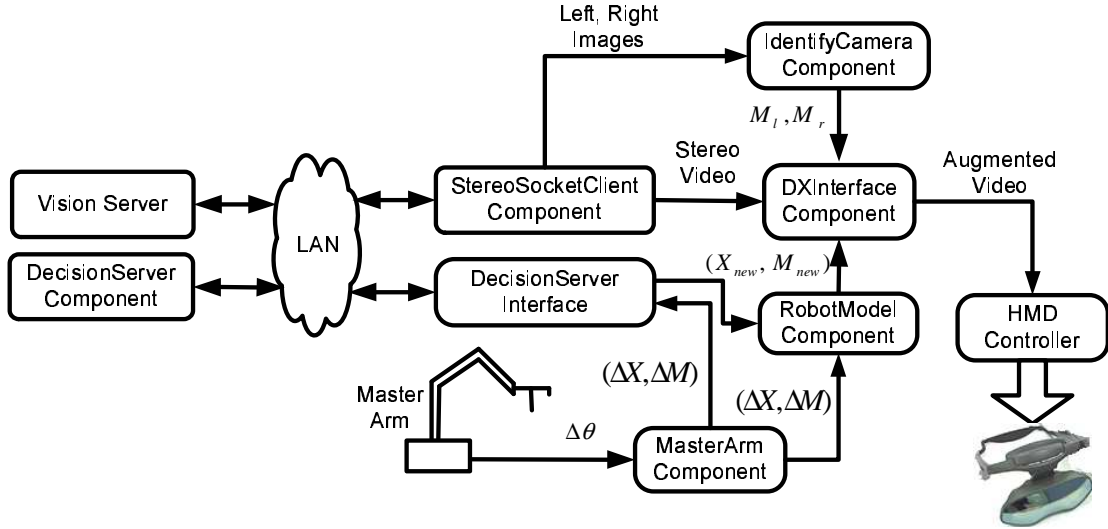 Left, Right
Images
IdentifyCamera
Component
M_l, M_r
Stereo
Video
Augmented
Video
Vision Server
LAN
StereoSocketClient
Component
DXInterface
Component
DecisionServer
Component
DecisionServer
Interface
(X_new, M_new)
RobotModel
Component
HMD
Controller
Master
Arm
(ΔX,ΔM)
(ΔX,ΔM)
Δθ
MasterArm
Component